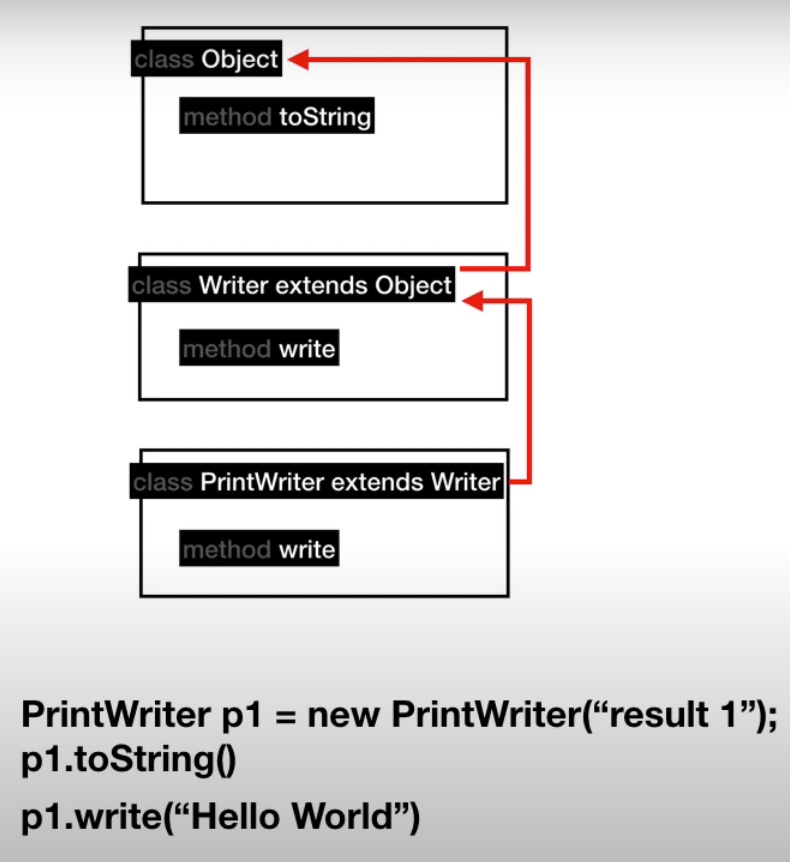 class Object
method toString
class Writer extends Object
method write
class PrintWriter extends Writer
method write
PrintWriter p1 = new PrintWriter(“result 1”);
p1.toString()
p1.write(“Hello World”)